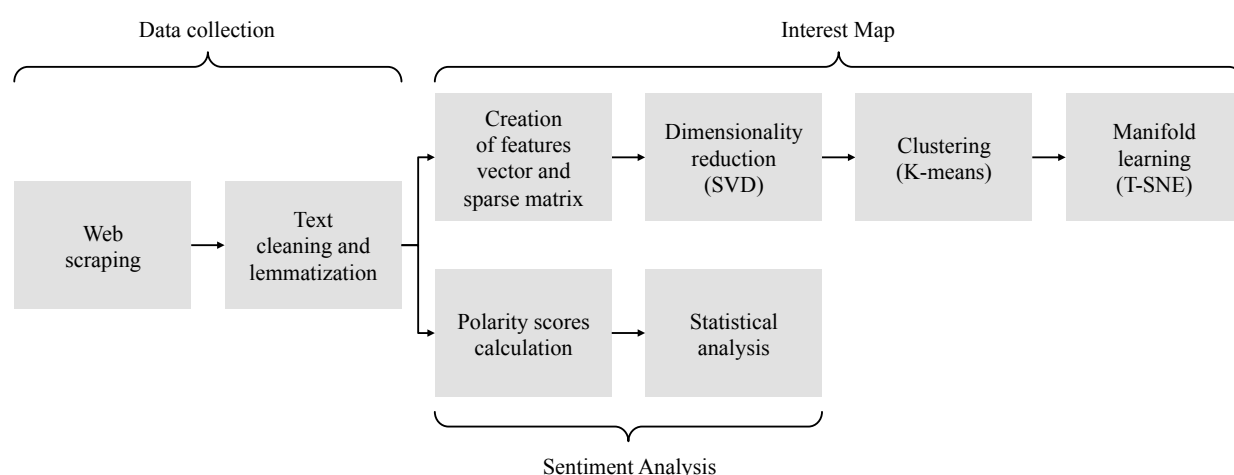 Data collection
Interest Map
Web
scraping
Text
cleaning and
lemmatization
Creation
of features
vector and
sparse matrix
Dimensionality
reduction
(SVD)
Clustering
(K-means)
Manifold
learning
(T-SNE)
Polarity scores
calculation
Statistical
analysis
Sentiment Analysis